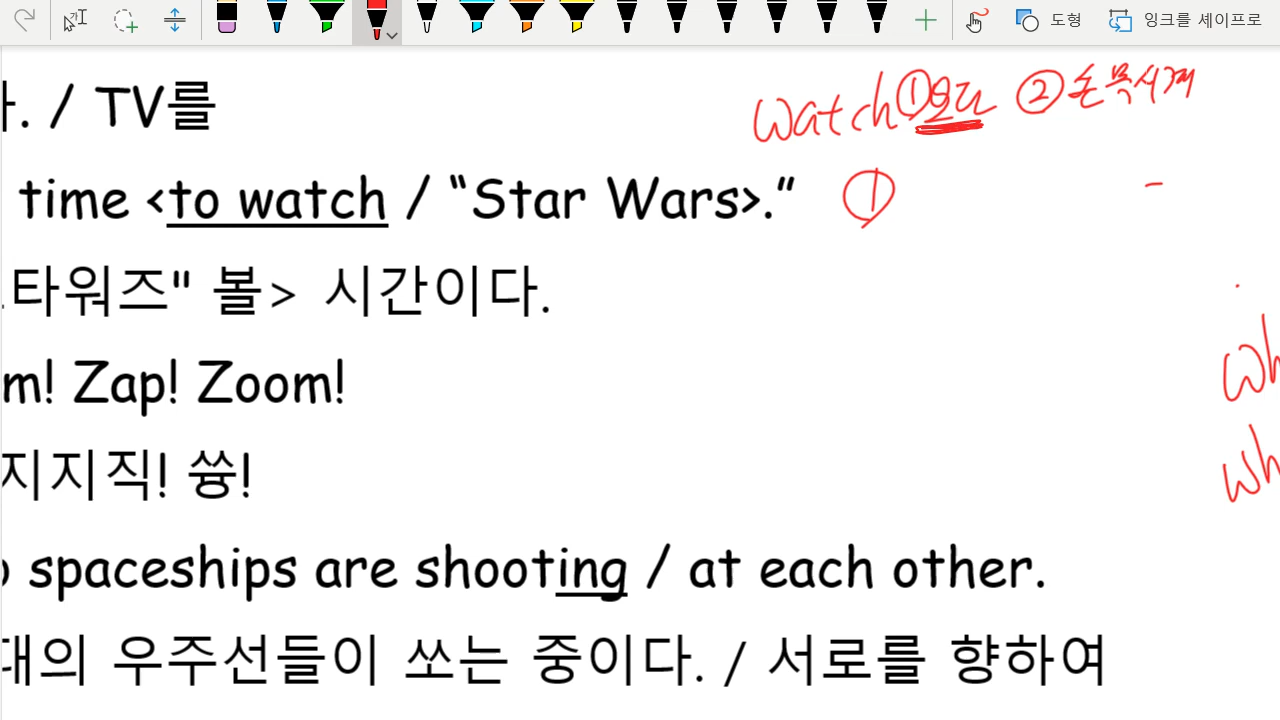 도형 잉크를 셰이프로
. / TV를
watch ①보다 ② 손목시계
time <to watch / “Star Wars>.” ①
타워즈" 볼> 시간이다.
m! Zap! Zoom!
wh
지지직! 쓩!
wh
spaceships are shooting / at each other.
대의 우주선들이 쏘는 중이다. / 서로를 향하여